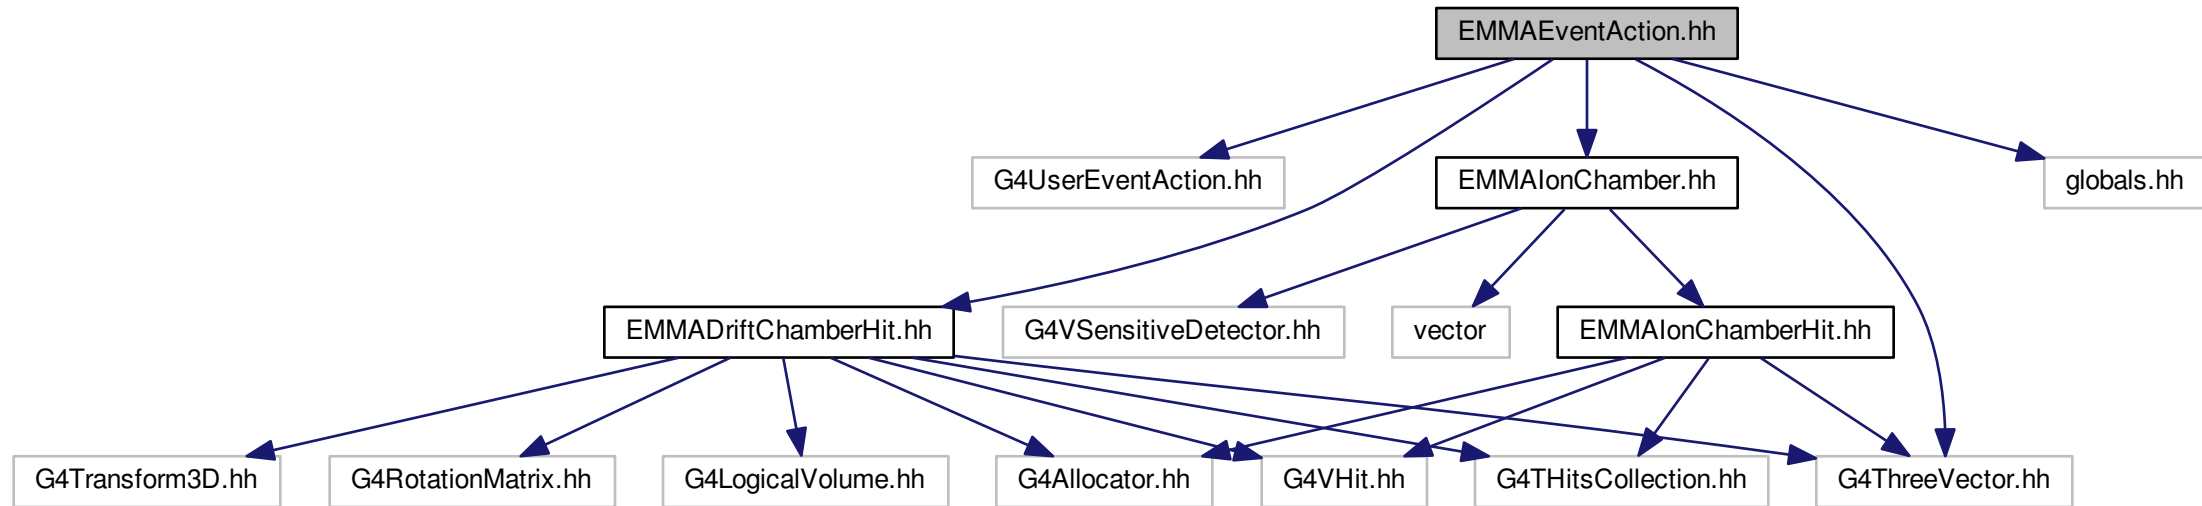 EMMAEventAction.hh
G4UserEventAction.hh
EMMAIonChamber.hh
globals.hh
EMMADriftChamberHit.hh
G4VSensitiveDetector.hh
vector
EMMAIonChamberHit.hh
G4Transform3D.hh
G4RotationMatrix.hh
G4LogicalVolume.hh
G4Allocator.hh
G4VHit.hh
G4THitsCollection.hh
G4ThreeVector.hh